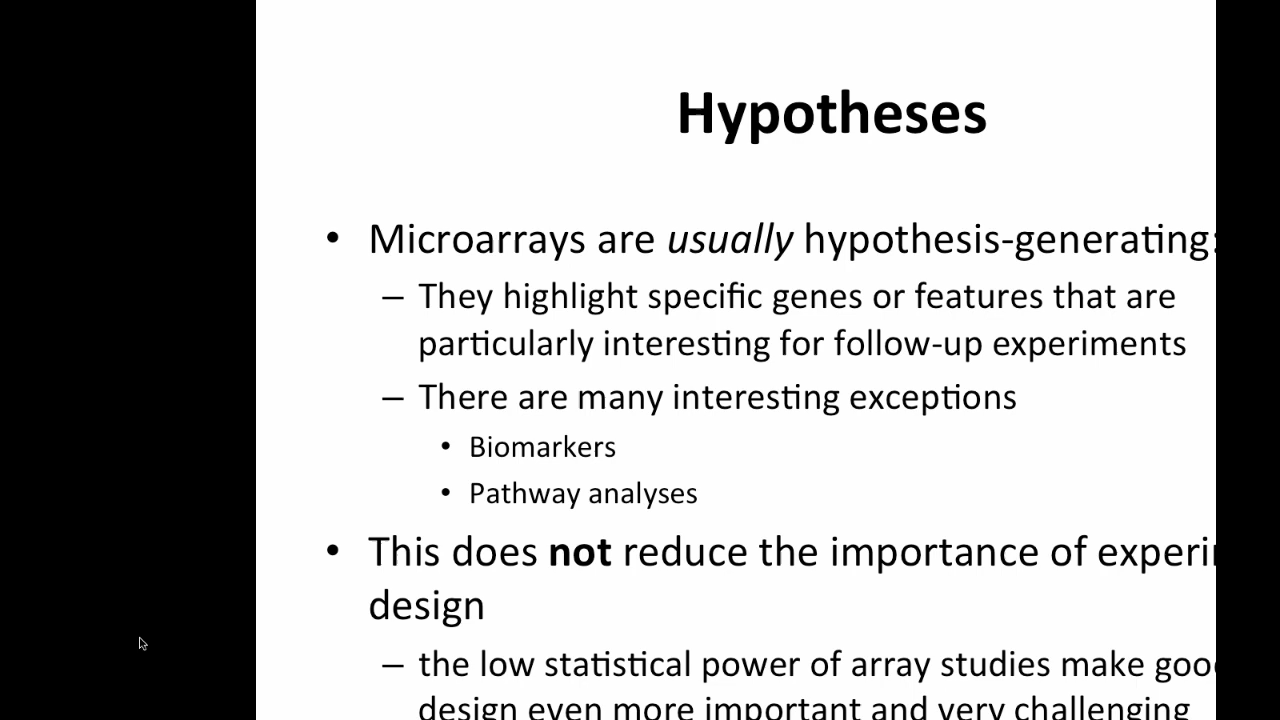 Hypotheses
• Microarrays are usually hypothesis-generating:
– They highlight specific genes or features that are
particularly interesting for follow-up experiments
– There are many interesting exceptions
• Biomarkers
• Pathway analyses
• This does not reduce the importance of
design
– the low statistical power of array studies make
design even more important and very challenging